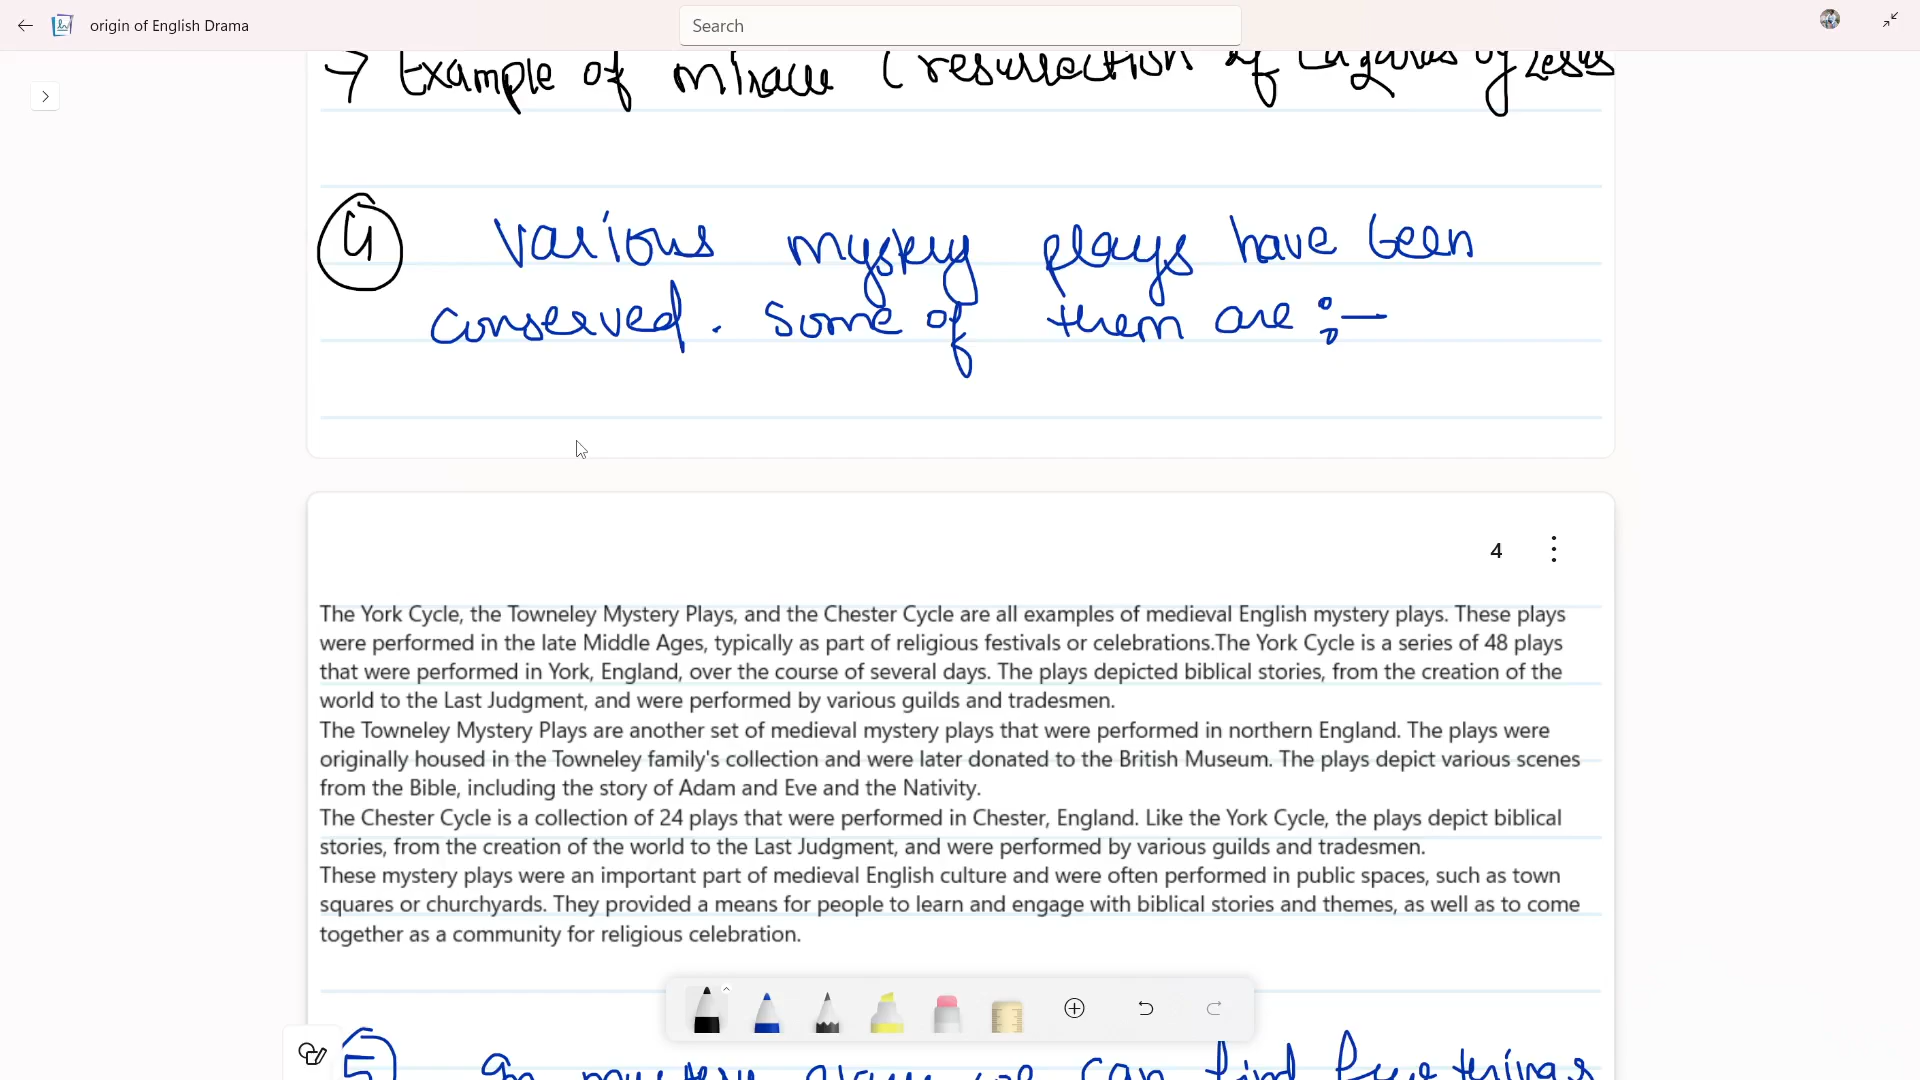 origin of English Drama
Search
→ Example of miracle (resurrection of Lazarus by Jesus
4 Various mystery plays have been
conserved. Some of them are :-
4
The York Cycle, the Towneley Mystery Plays, and the Chester Cycle are all examples of medieval English mystery plays. These plays
were performed in the late Middle Ages, typically as part of religious festivals or celebrations.The York Cycle is a series of 48 plays
that were performed in York, England, over the course of several days. The plays depicted biblical stories, from the creation of the
world to the Last Judgment, and were performed by various guilds and tradesmen.
The Towneley Mystery Plays are another set of medieval mystery plays that were performed in northern England. The plays were
originally housed in the Towneley family's collection and were later donated to the British Museum. The plays depict various scenes
from the Bible, including the story of Adam and Eve and the Nativity.
The Chester Cycle is a collection of 24 plays that were performed in Chester, England. Like the York Cycle, the plays depict biblical
stories, from the creation of the world to the Last Judgment, and were performed by various guilds and tradesmen.
These mystery plays were an important part of medieval English culture and were often performed in public spaces, such as town
squares or churchyards. They provided a means for people to learn and engage with biblical stories and themes, as well as to come
together as a community for religious celebration.
5 In mystery plays we can find few things